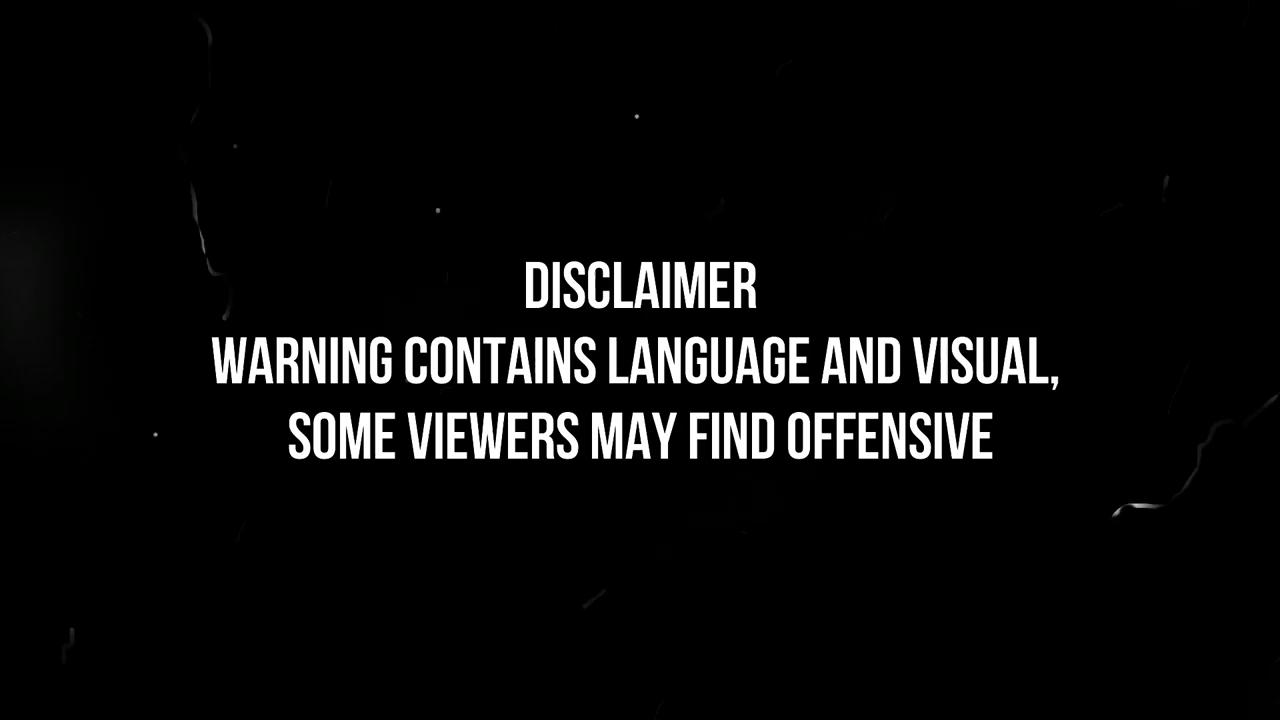 DISCLAIMER
WARNING CONTAINS LANGUAGE AND VISUAL,
SOME VIEWERS MAY FIND OFFENSIVE